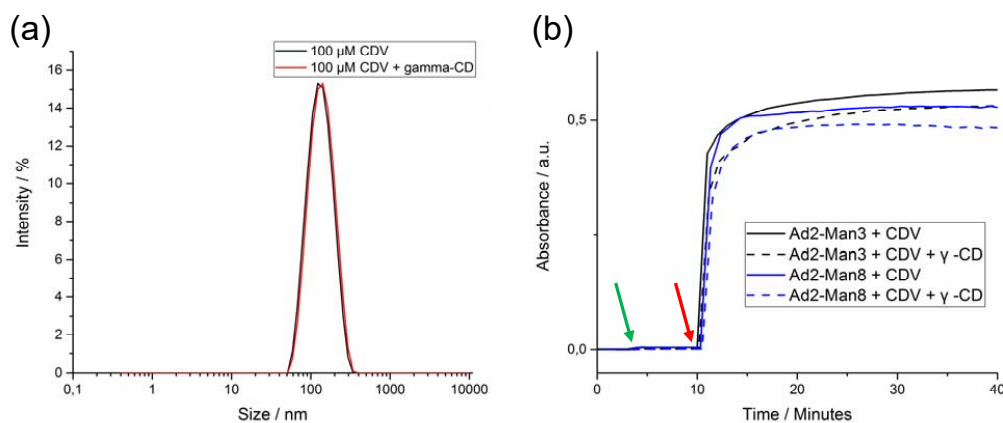 (a)
100 µM CDV
100 µM CDV + gamma-CD
16
14
12
10
8
6
4
2
0
0,1
1
10
100
1000
10000
Intensity / %
Size / nm
(b)
0,5
0,0
Absorbance / a.u.
Ad2-Man3 + CDV
Ad2-Man3 + CDV + γ -CD
Ad2-Man8 + CDV
Ad2-Man8 + CDV + γ -CD
0
10
20
30
40
Time / Minutes